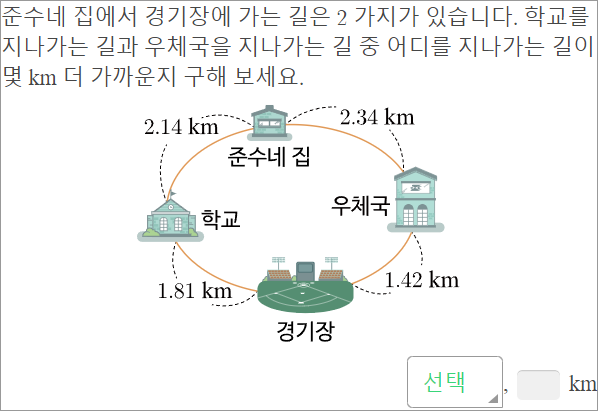 준수네 집에서 경기장에 가는 길은 2 가지가 있습니다. 학교를
지나가는 길과 우체국을 지나가는 길 중 어디를 지나가는 길이
몇 km 더 가까운지 구해 보세요.
2.14 km
2.34 km
준수네 집
우체국
학교
1.81 km
1.42 km
경기장
선택
, km